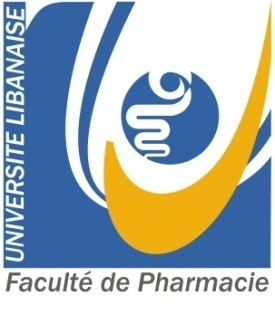 UNIVERSITE LIBANAISE
Faculté de Pharmacie